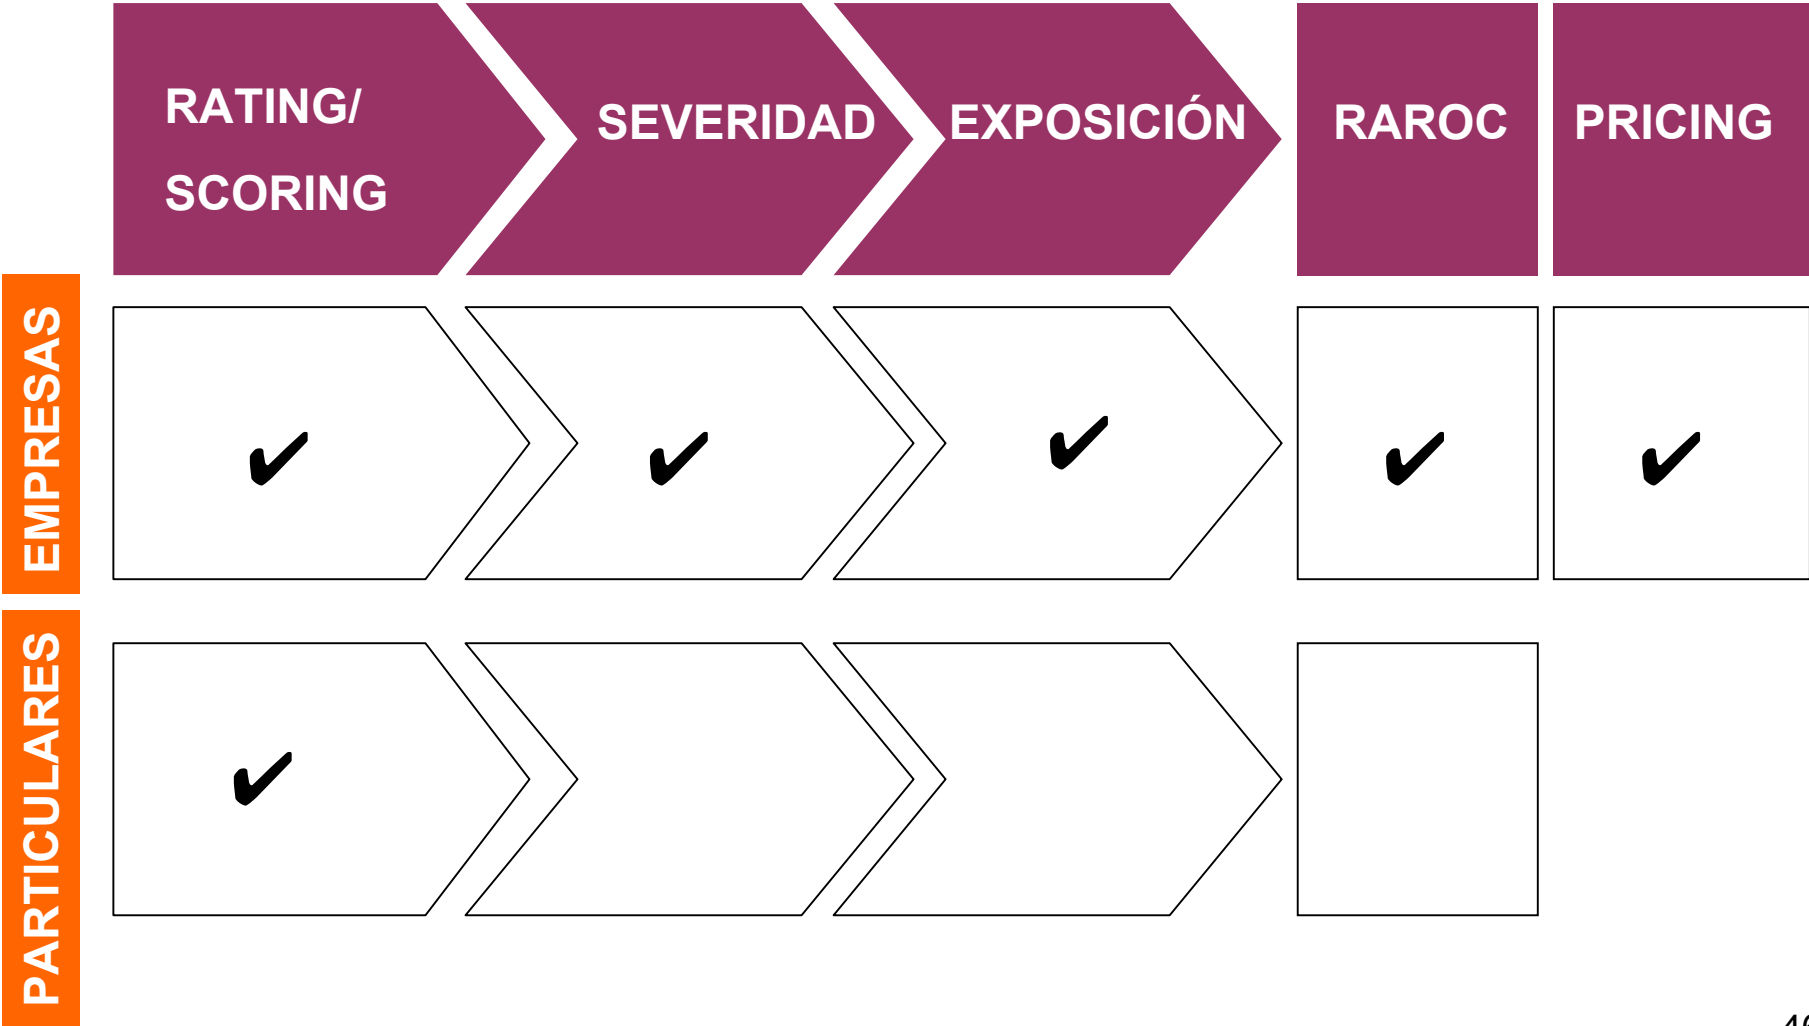 RATING/
SCORING
SEVERIDAD
EXPOSICIÓN
RAROC
PRICING
EMPRESAS
✔ ✔ ✔ ✔ ✔
PARTICULARES
✔